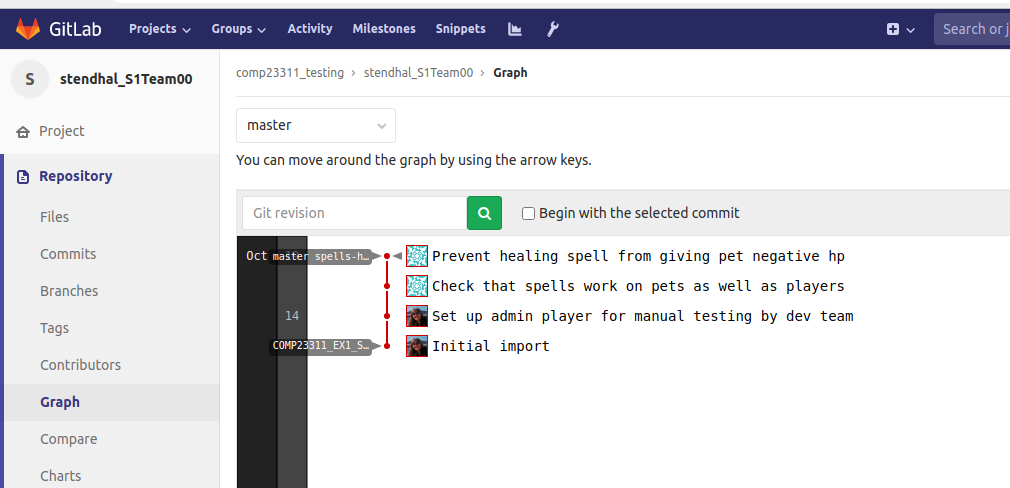 GitLab Projects Groups Activity Milestones Snippets Search or j
S stendhal_S1Team00
Project
Repository
Files
Commits
Branches
Tags
Contributors
Graph
Compare
Charts
comp23311_testing › stendhal_S1Team00 › Graph
master
You can move around the graph by using the arrow keys.
Git revision Begin with the selected commit
Oct master spells-h… Prevent healing spell from giving pet negative hp
Check that spells work on pets as well as players
14 Set up admin player for manual testing by dev team
COMP23311_EX1_S… Initial import